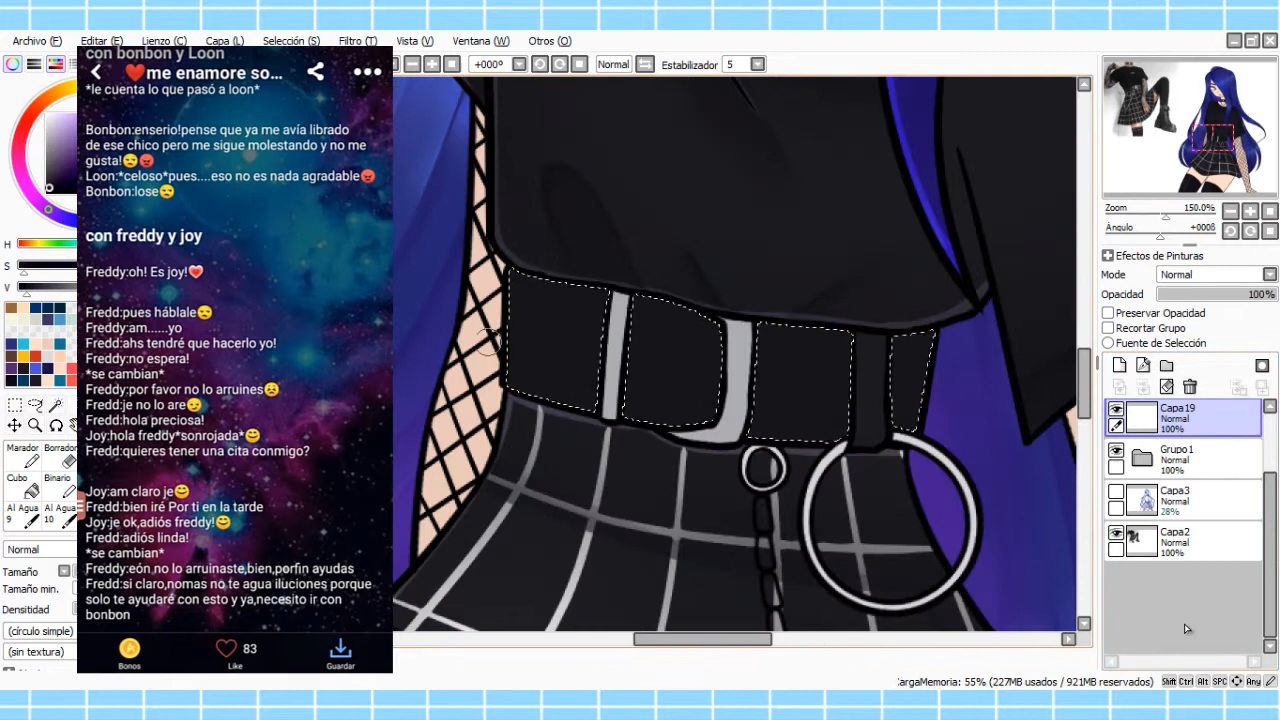 Archivo (F) Editar (E) Lienzo (C) Capa (L) Selección (S) Filtro (T) Vista (V) Ventana (W) Otros (O)
+000º Normal Estabilizador 5
con bonbon y Loon
❤️me enamore so...
*le cuenta lo que pasó a loon*
Bonbon:enserio!pense que ya me avía librado
de ese chico pero me sigue molestando y no me
gusta!😒😡
Loon:*celoso*pues....eso no es nada agradable😡
Bonbon:lose😒
con freddy y joy
Freddy:oh! Es joy!❤️
Fredd:pues háblale😒
Freddy:am......yo
Fredd:ahs tendré que hacerlo yo!
Freddy:no espera!
*se cambian*
Freddy:por favor no lo arruines😣
Fredd:je no lo are😏
Fredd:hola preciosa!
Joy:hola freddy*sonrojada*😊
Fredd:quieres tener una cita conmigo?
Joy:am claro je😊
Fredd:bien iré Por ti en la tarde
Joy:je ok,adiós freddy!😊
Fredd:adiós linda!
*se cambian*
Freddy:eón,no lo arruinaste,bien,porfin ayudas
Fredd:si claro,nomas no te agua iluciones porque
solo te ayudaré con esto y ya,necesito ir con
bonbon
Bonos
83
Like
Guardar
H
S
V
Marador
Borrador
Cubo
Binario
Al Agua
9
Al Agua
10
Normal
Tamaño
Tamaño min.
Densidad
(círculo simple)
(sin textura)
Zoom 150.0%
Ángulo +000ß
Efectos de Pinturas
Mode Normal
Opacidad 100%
Preservar Opacidad
Recortar Grupo
Fuente de Selección
Capa19
Normal
100%
Grupo1
Normal
100%
Capa3
Normal
28%
Capa2
Normal
100%
CargaMemoria: 55% (227MB usados / 921MB reservados) Shift Ctrl Alt SPC Any